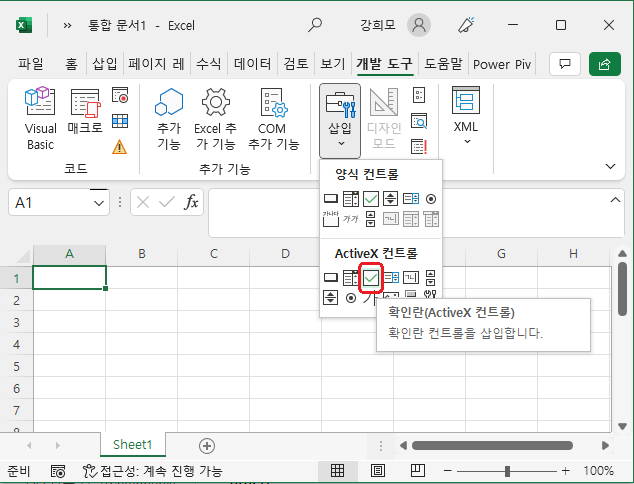 » 통합 문서1 - Excel 강희모
파일 홈 삽입 페이지 레 수식 데이터 검토 보기 개발 도구 도움말 Power Piv
Visual Basic
매크로
추가 기능
Excel 추가 기능
COM 추가 기능
삽입
디자인 모드
XML
코드
추가 기능
양식 컨트롤
가나다
가가
ActiveX 컨트롤
확인란(ActiveX 컨트롤)
확인란 컨트롤을 삽입합니다.
A1 fx
A B C D G H
1
2
3
4
5
6
7
Sheet1
준비 접근성: 계속 진행 가능 100%